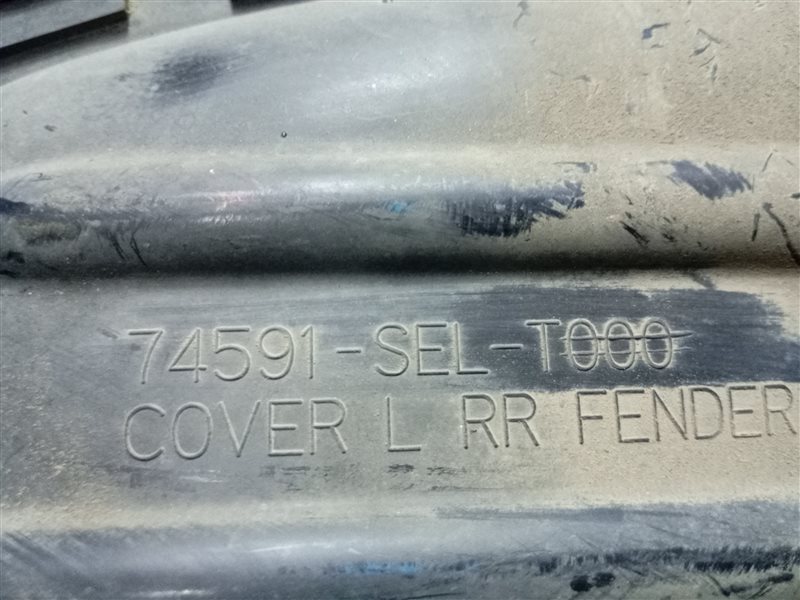 74591-SEL-T000
COVER L RR FENDER